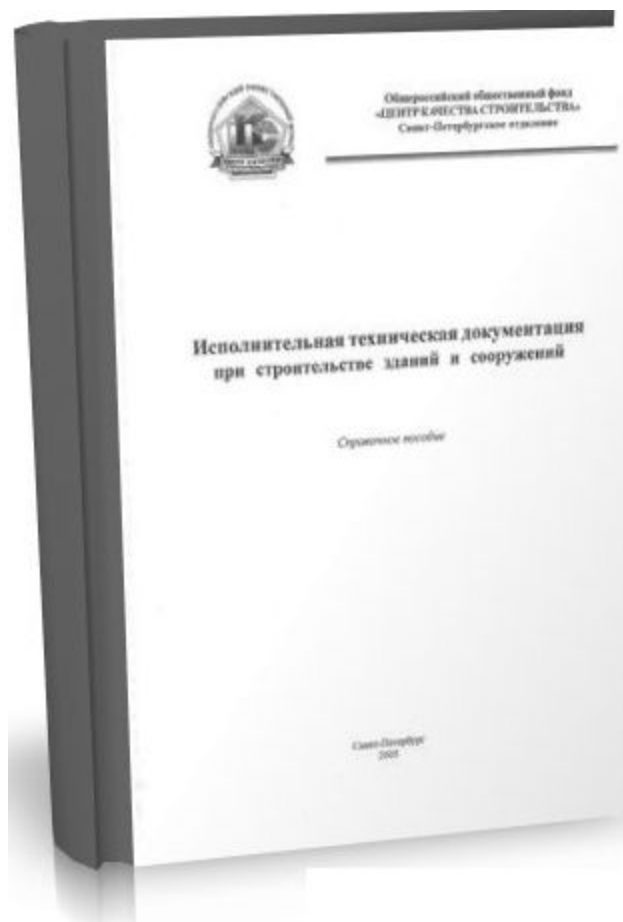 Общероссийский общественный фонд
«ЦЕНТР КАЧЕСТВА СТРОИТЕЛЬСТВА»
Санкт-Петербургское отделение
Исполнительная техническая документация
при строительстве зданий и сооружений
Справочное пособие
Санкт-Петербург
2005